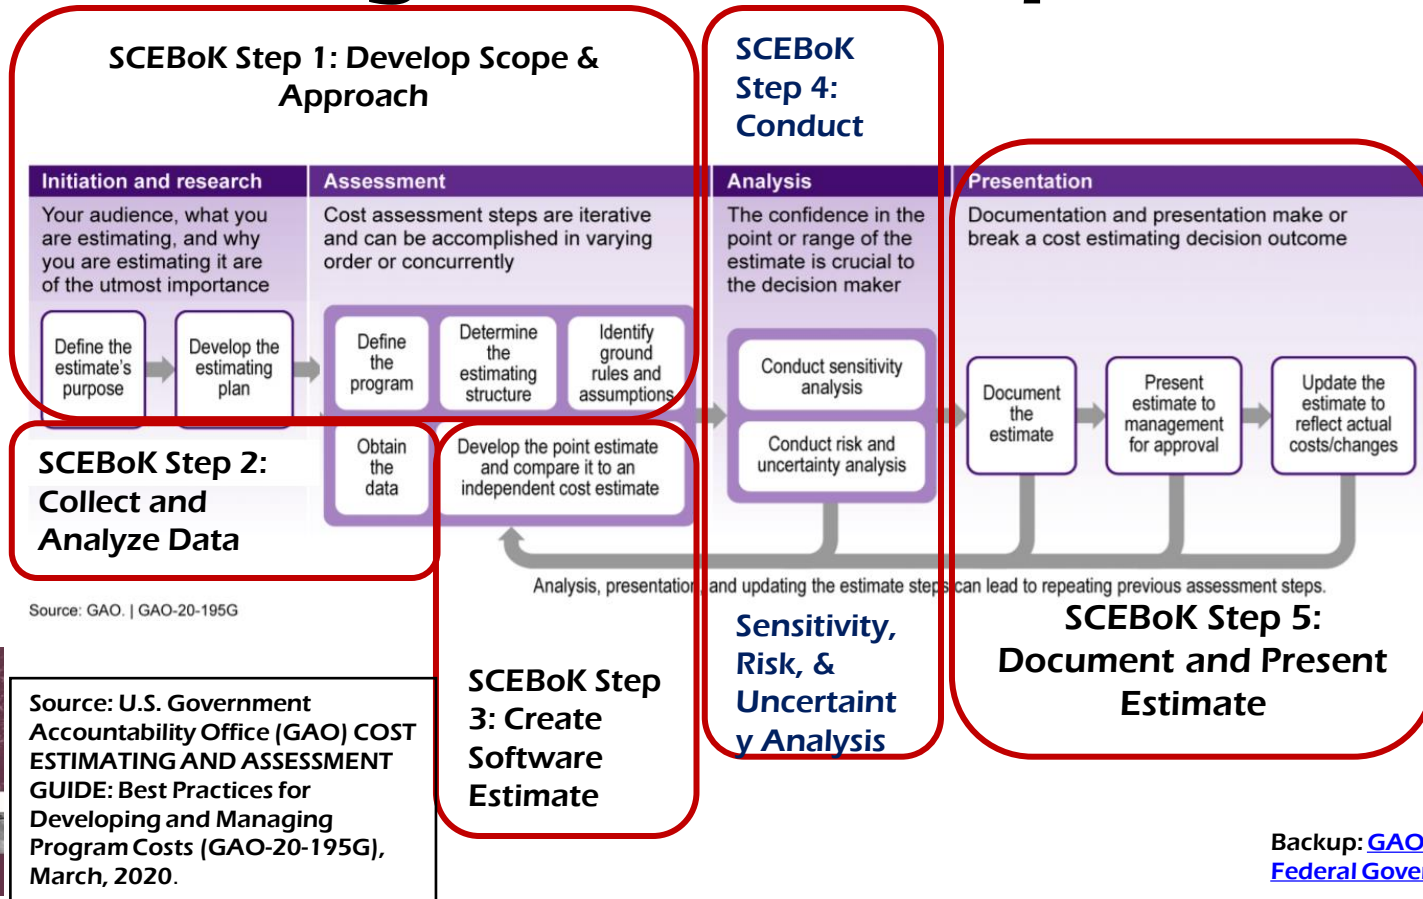 SCEBoK Step 1: Develop Scope &
Approach
SCEBoK
Step 4:
Conduct
Initiation and research
Your audience, what you
are estimating, and why
you are estimating it are
of the utmost importance
Define the
estimate's
purpose
Develop the
estimating
plan
Assessment
Cost assessment steps are iterative
and can be accomplished in varying
order or concurrently
Define
the
program
Determine
the
estimating
structure
Identify
ground
rules and
assumptions
Obtain
the
data
Develop the point estimate
and compare it to an
independent cost estimate
Analysis
The confidence in the
point or range of the
estimate is crucial to
the decision maker
Conduct sensitivity
analysis
Conduct risk and
uncertainty analysis
Presentation
Documentation and presentation make or
break a cost estimating decision outcome
Document
the
estimate
Present
estimate to
management
for approval
Update the
estimate to
reflect actual
costs/changes
SCEBoK Step 2:
Collect and
Analyze Data
Analysis, presentation, and updating the estimate steps can lead to repeating previous assessment steps.
Source: GAO. | GAO-20-195G
SCEBoK Step
3: Create
Software
Estimate
Sensitivity,
Risk, &
Uncertaint
y Analysis
SCEBoK Step 5:
Document and Present
Estimate
Source: U.S. Government
Accountability Office (GAO) COST
ESTIMATING AND ASSESSMENT
GUIDE: Best Practices for
Developing and Managing
Program Costs (GAO-20-195G),
March, 2020.
Backup: GAO
Federal Gover